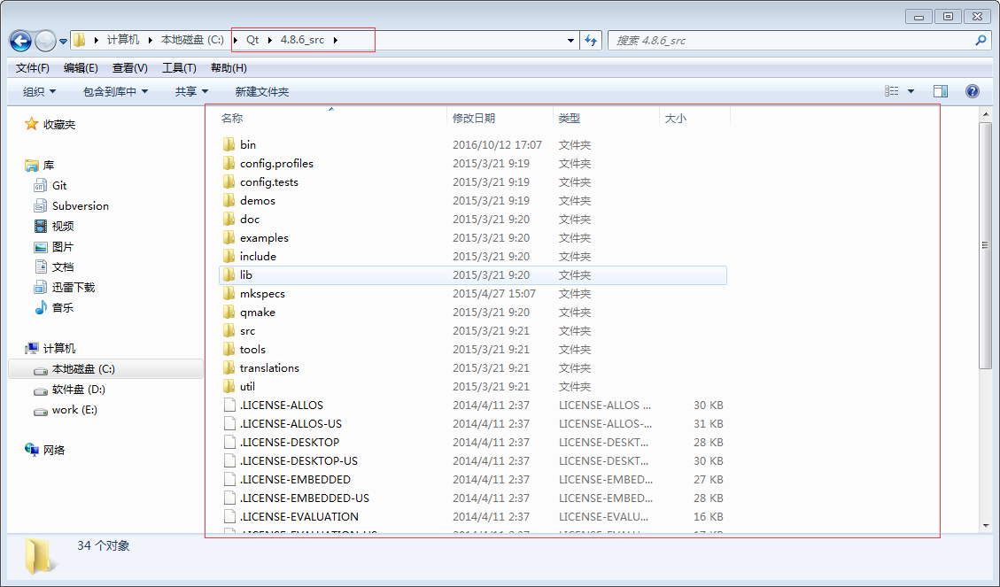 计算机 本地磁盘 (C:) Qt 4.8.6_src 搜索 4.8.6_src
文件(F) 编辑(E) 查看(V) 工具(T) 帮助(H)
组织 包含到库中 共享 新建文件夹
收藏夹
库
Git
Subversion
视频
图片
文档
迅雷下载
音乐
计算机
本地磁盘 (C:)
软件盘 (D:)
work (E:)
网络
名称 修改日期 类型 大小
bin 2016/10/12 17:07 文件夹
config.profiles 2015/3/21 9:19 文件夹
config.tests 2015/3/21 9:19 文件夹
demos 2015/3/21 9:19 文件夹
doc 2015/3/21 9:20 文件夹
examples 2015/3/21 9:20 文件夹
include 2015/3/21 9:20 文件夹
lib 2015/3/21 9:20 文件夹
mkspecs 2015/4/27 15:07 文件夹
qmake 2015/3/21 9:20 文件夹
src 2015/3/21 9:21 文件夹
tools 2015/3/21 9:21 文件夹
translations 2015/3/21 9:21 文件夹
util 2015/3/21 9:21 文件夹
.LICENSE-ALLOS 2014/4/11 2:37 LICENSE-ALLOS ... 30 KB
.LICENSE-ALLOS-US 2014/4/11 2:37 LICENSE-ALLOS-... 31 KB
.LICENSE-DESKTOP 2014/4/11 2:37 LICENSE-DESKT... 28 KB
.LICENSE-DESKTOP-US 2014/4/11 2:37 LICENSE-DESKT... 30 KB
.LICENSE-EMBEDDED 2014/4/11 2:37 LICENSE-EMBED... 27 KB
.LICENSE-EMBEDDED-US 2014/4/11 2:37 LICENSE-EMBED... 28 KB
.LICENSE-EVALUATION 2014/4/11 2:37 LICENSE-EVALU... 16 KB
34 个对象